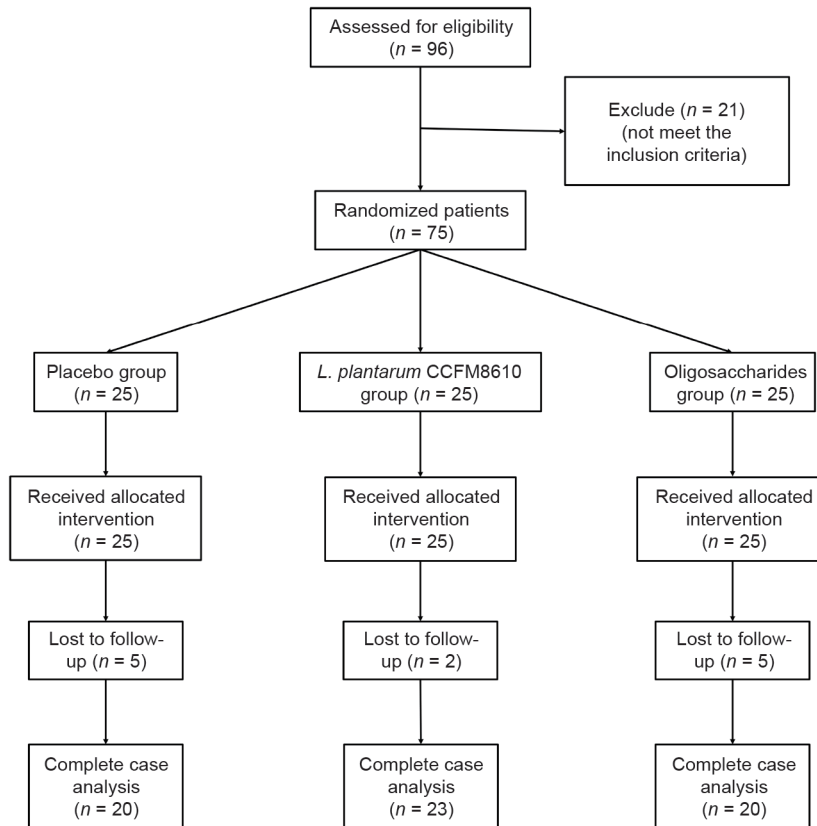 Assessed for eligibility
(n = 96)
Exclude (n = 21)
(not meet the
inclusion criteria)
Randomized patients
(n = 75)
Placebo group
(n = 25)
L. plantarum CCFM8610
group (n = 25)
Oligosaccharides
group (n = 25)
Received allocated
intervention
(n = 25)
Received allocated
intervention
(n = 25)
Received allocated
intervention
(n = 25)
Lost to follow-
up (n = 5)
Lost to follow-
up (n = 2)
Lost to follow-
up (n = 5)
Complete case
analysis
(n = 20)
Complete case
analysis
(n = 23)
Complete case
analysis
(n = 20)